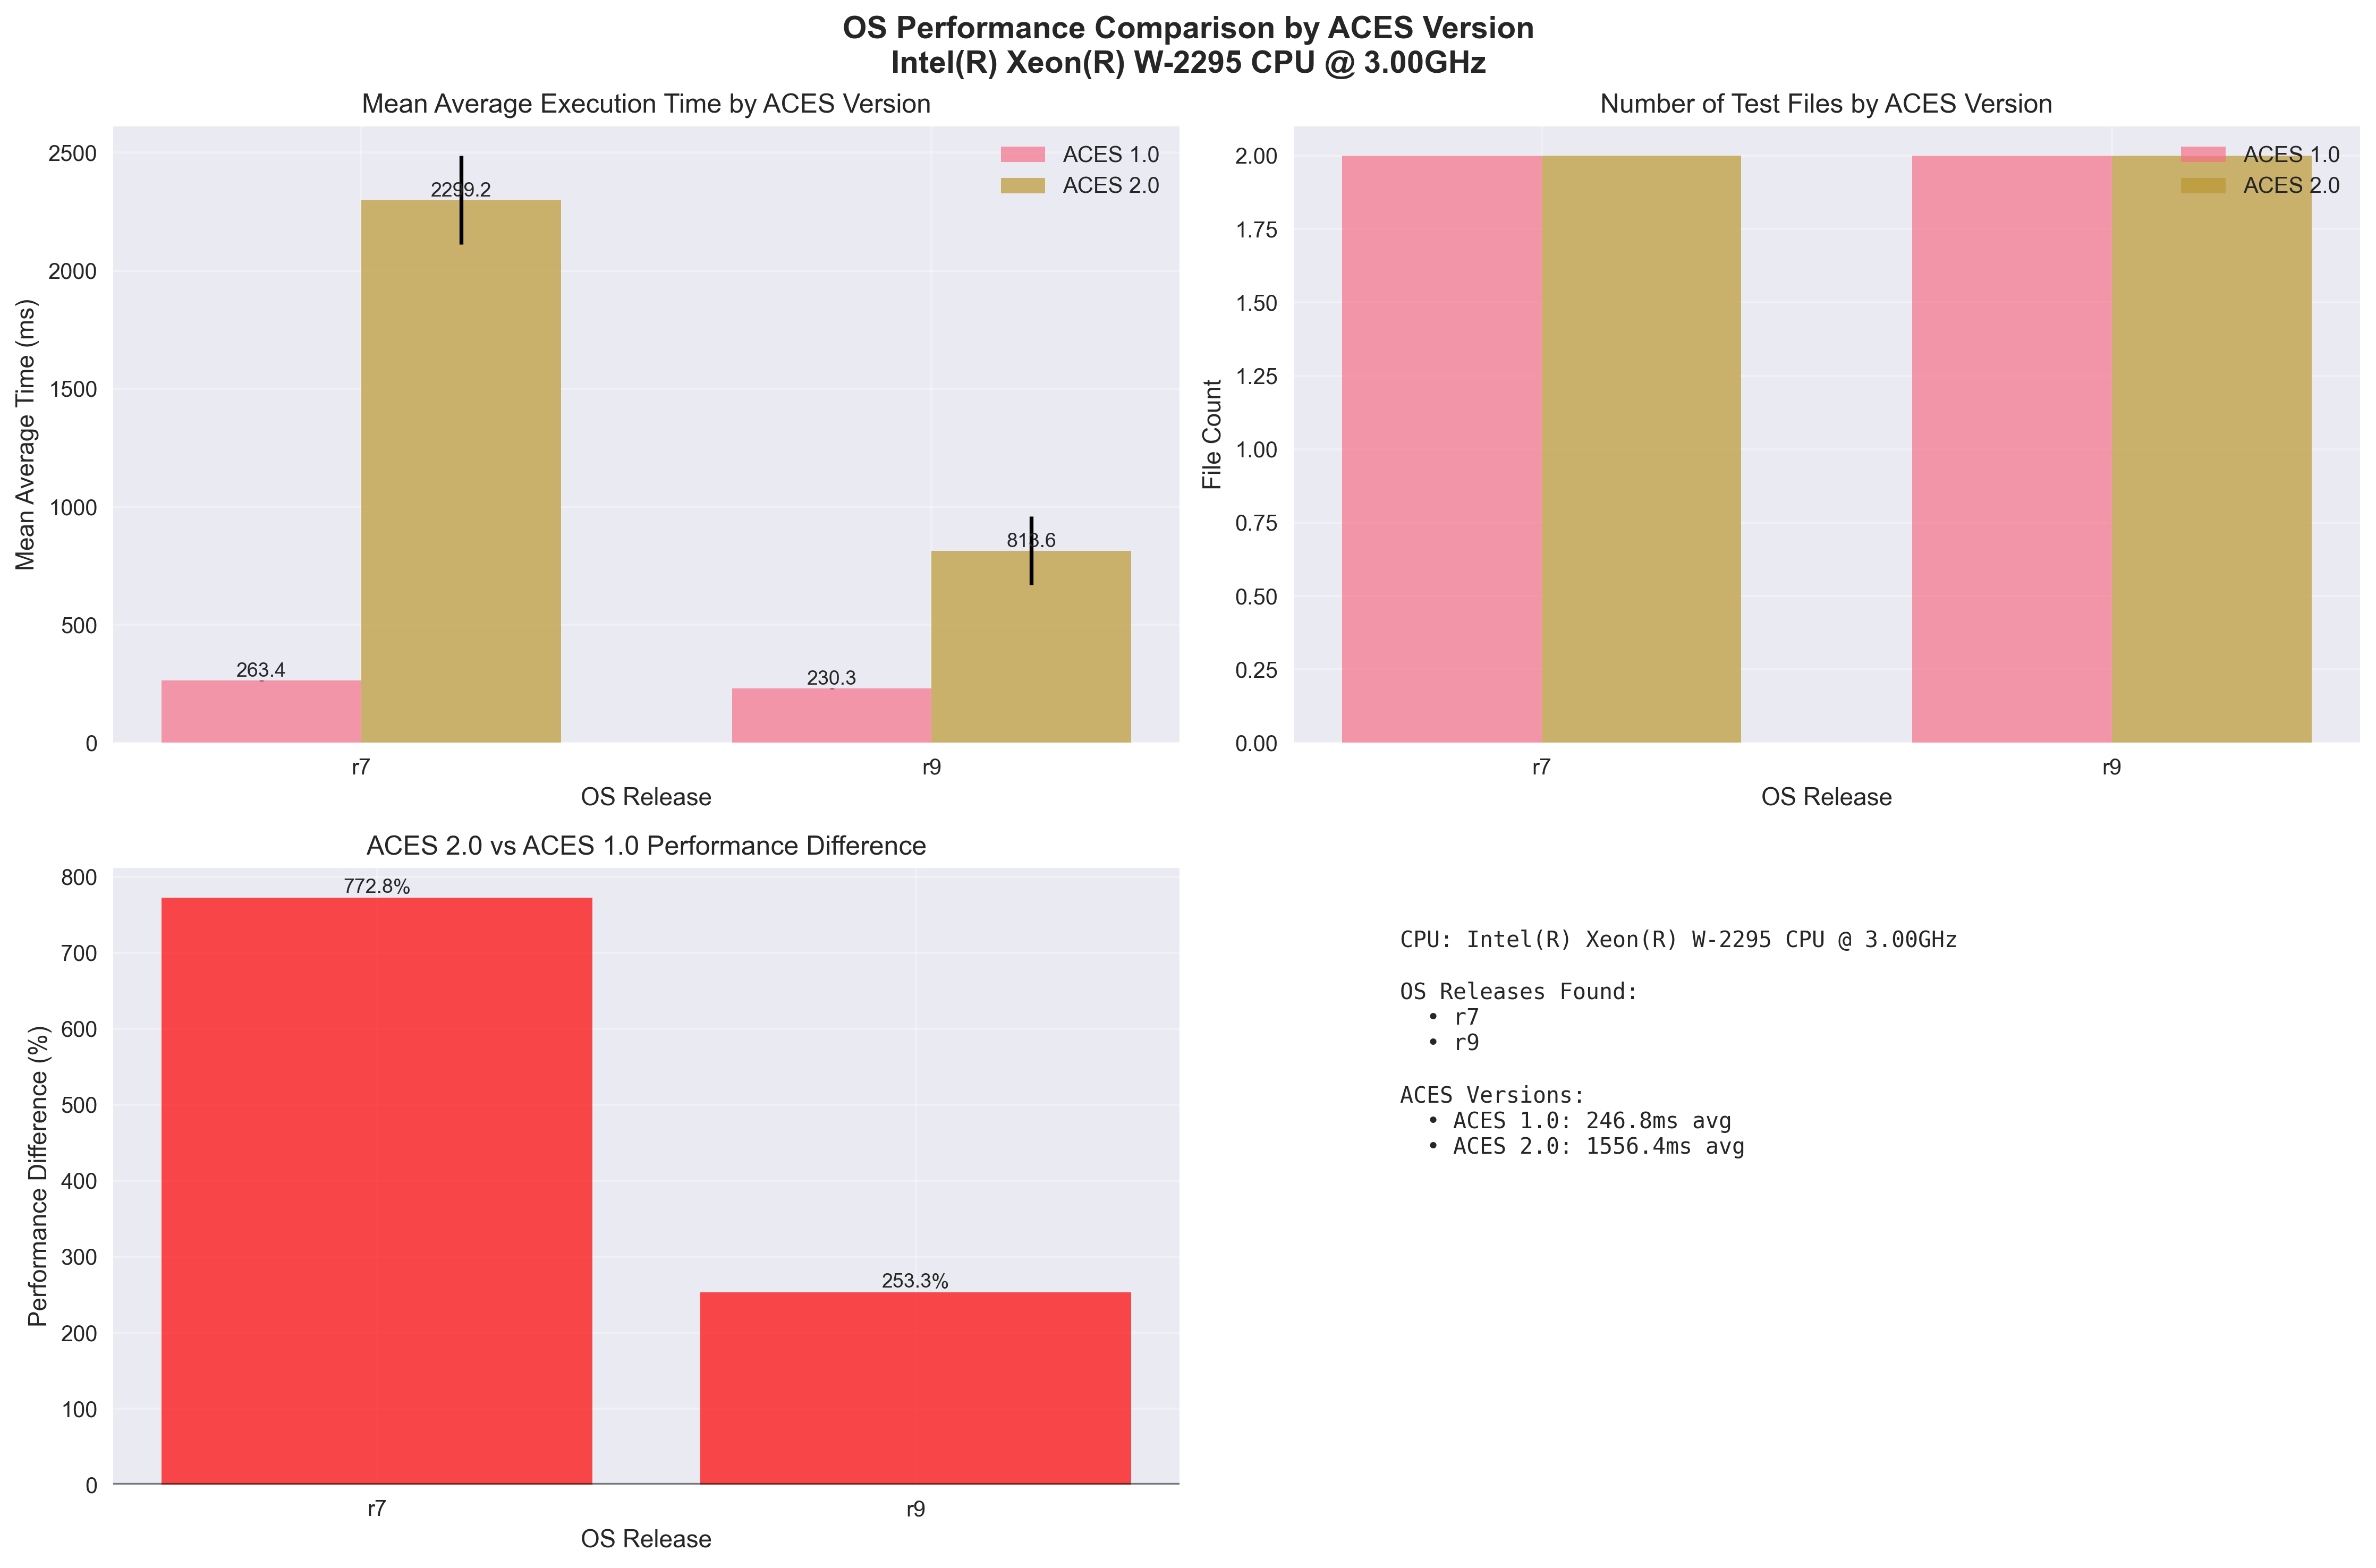 OS Performance Comparison by ACES Version
Intel(R) Xeon(R) W-2295 CPU @ 3.00GHz
Mean Average Execution Time by ACES Version
Mean Average Time (ms)
2500
2000
1500
1000
500
0
ACES 1.0
ACES 2.0
2299.2
813.6
263.4
230.3
r7
r9
OS Release
Number of Test Files by ACES Version
File Count
2.00
1.75
1.50
1.25
1.00
0.75
0.50
0.25
0.00
ACES 1.0
ACES 2.0
r7
r9
OS Release
ACES 2.0 vs ACES 1.0 Performance Difference
Performance Difference (%)
800
700
600
500
400
300
200
100
0
772.8%
253.3%
r7
r9
OS Release
CPU: Intel(R) Xeon(R) W-2295 CPU @ 3.00GHz
OS Releases Found:
• r7
• r9
ACES Versions:
• ACES 1.0: 246.8ms avg
• ACES 2.0: 1556.4ms avg